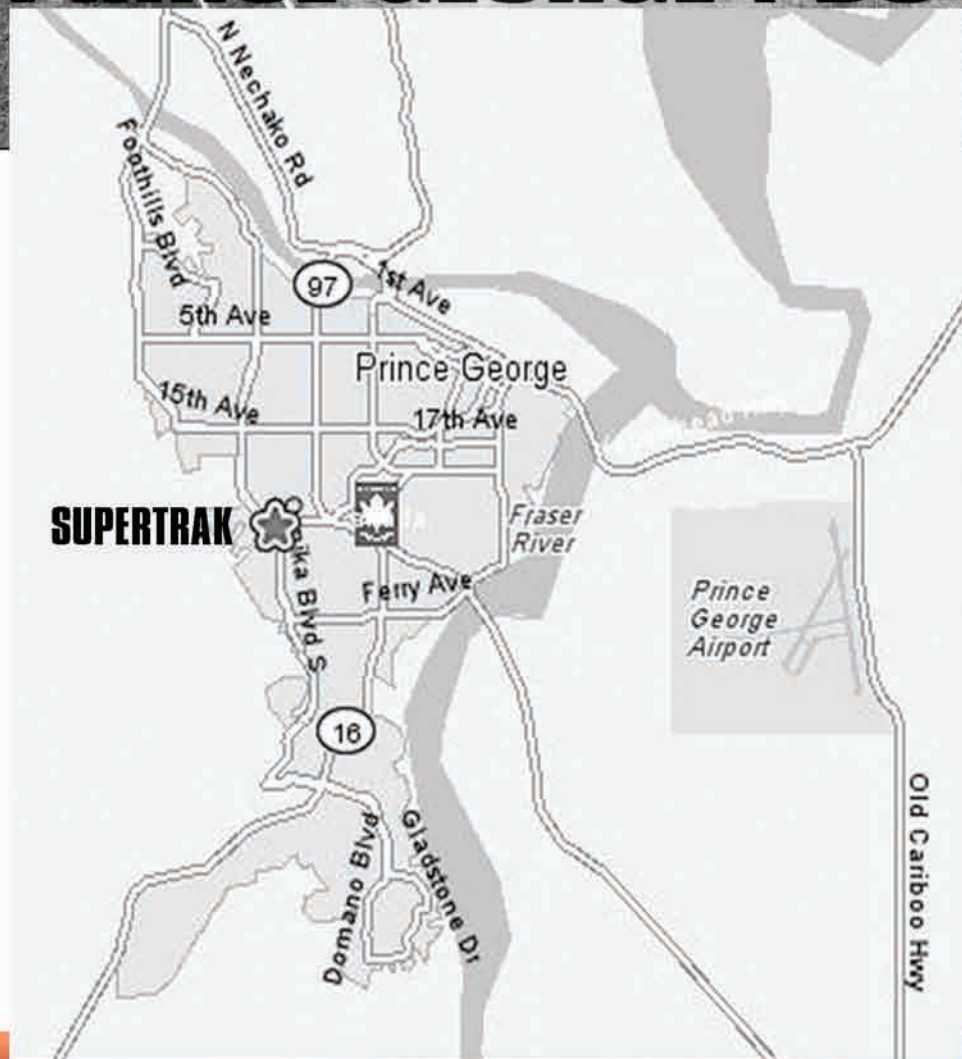 N Nechako Rd
Foothills Blvd
97
1st Ave
5th Ave
Prince George
15th Ave
17th Ave
SUPERTRAK
Fraser
River
Blvd S
Ferry Ave
Prince
George
Airport
16
Domano Blvd
Gladstone Dr
Old Cariboo Hwy